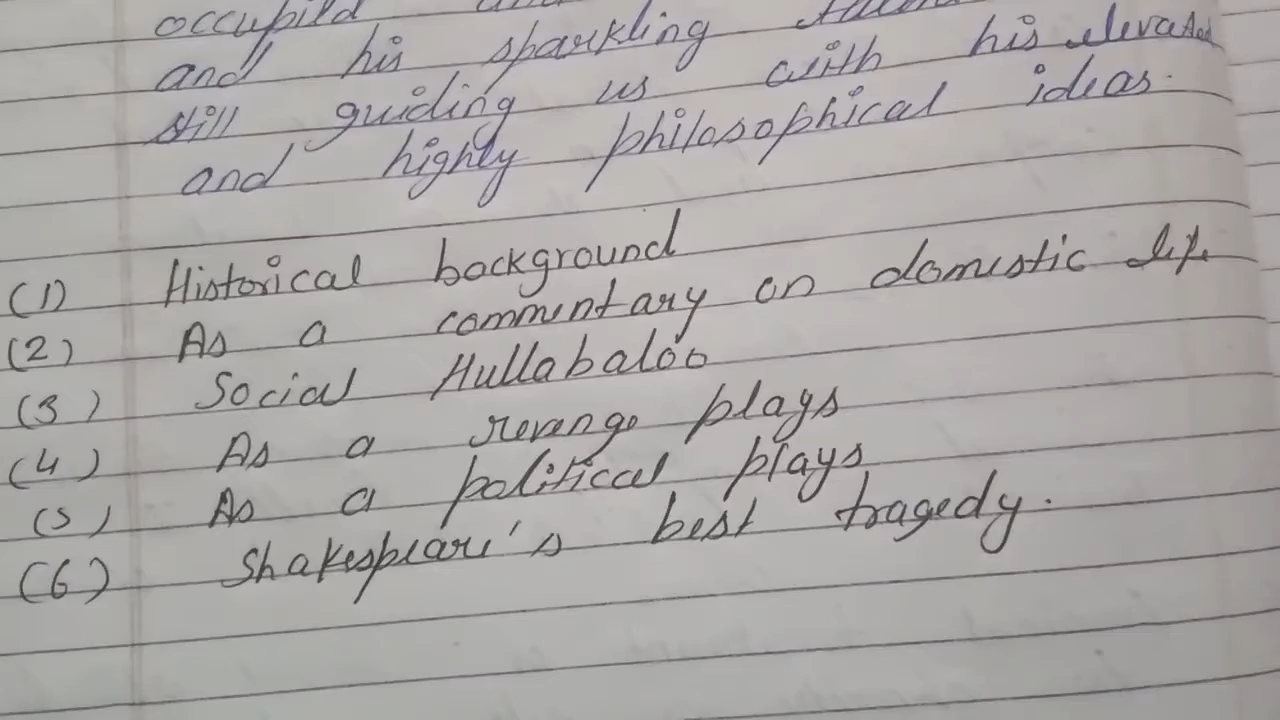 occupild
and his sparkling
still guiding us with his elevated
and highly philosophical ideas.
(1) Historical background
(2) As a commentary on domestic life
(3) Social Hullabaloo
(4) As a revenge plays
(5) As a political plays
(6) Shakespeare's best tragedy.